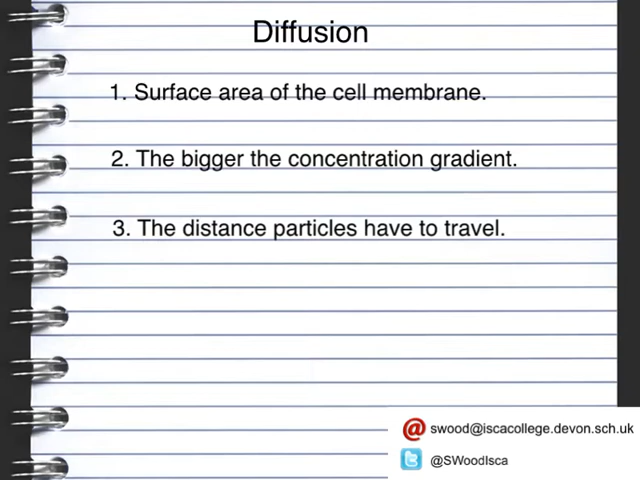 Diffusion
1. Surface area of the cell membrane.
2. The bigger the concentration gradient.
3. The distance particles have to travel.
@ swood@iscacollege.devon.sch.uk
@SWoodIsca